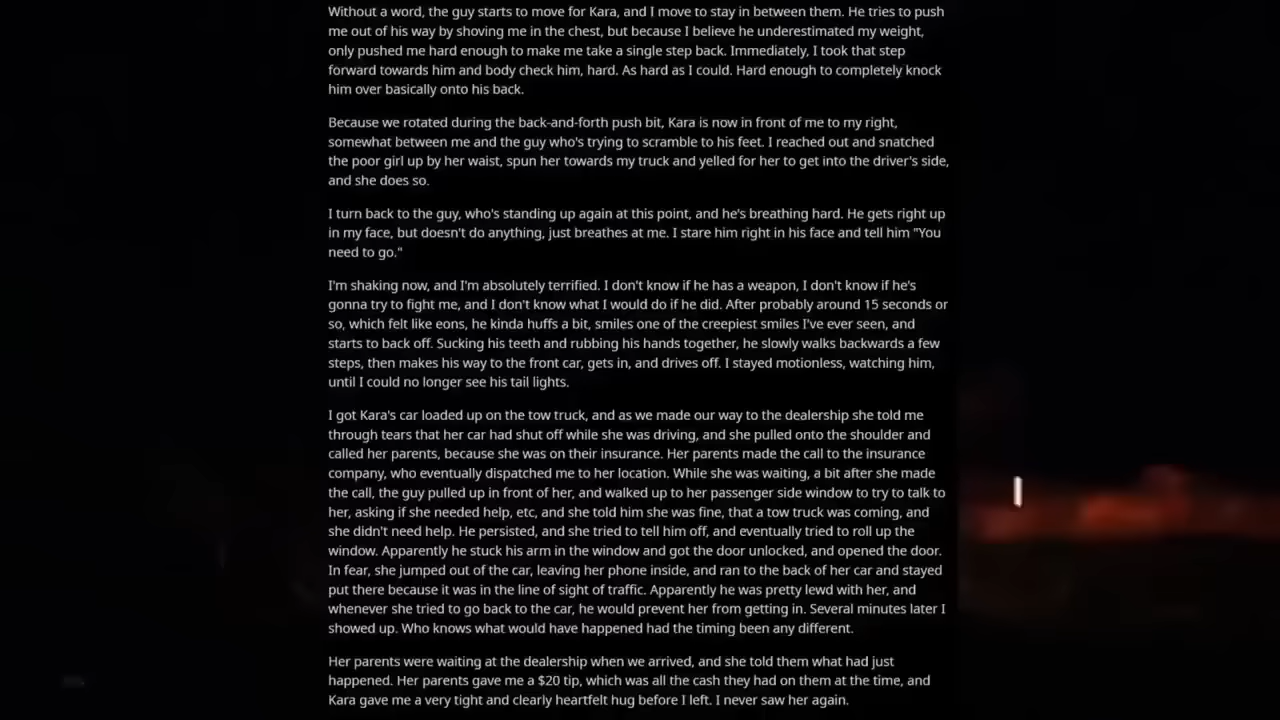 Without a word, the guy starts to move for Kara, and I move to stay in between them. He tries to push
me out of his way by shoving me in the chest, but because I believe he underestimated my weight,
only pushed me hard enough to make me take a single step back. Immediately, I took that step
forward towards him and body check him, hard. As hard as I could. Hard enough to completely knock
him over basically onto his back.
Because we rotated during the back-and-forth push bit, Kara is now in front of me to my right,
somewhat between me and the guy who's trying to scramble to his feet. I reached out and snatched
the poor girl up by her waist, spun her towards my truck and yelled for her to get into the driver's side,
and she does so.
I turn back to the guy, who's standing up again at this point, and he's breathing hard. He gets right up
in my face, but doesn't do anything, just breathes at me. I stare him right in his face and tell him "You
need to go."
I'm shaking now, and I'm absolutely terrified. I don't know if he has a weapon, I don't know if he's
gonna try to fight me, and I don't know what I would do if he did. After probably around 15 seconds or
so, which felt like eons, he kinda huffs a bit, smiles one of the creepiest smiles I've ever seen, and
starts to back off. Sucking his teeth and rubbing his hands together, he slowly walks backwards a few
steps, then makes his way to the front car, gets in, and drives off. I stayed motionless, watching him,
until I could no longer see his tail lights.
I got Kara's car loaded up on the tow truck, and as we made our way to the dealership she told me
through tears that her car had shut off while she was driving, and she pulled onto the shoulder and
called her parents, because she was on their insurance. Her parents made the call to the insurance
company, who eventually dispatched me to her location. While she was waiting, a bit after she made
the call, the guy pulled up in front of her, and walked up to her passenger side window to try to talk to
her, asking if she needed help, etc, and she told him she was fine, that a tow truck was coming, and
she didn't need help. He persisted, and she tried to tell him off, and eventually tried to roll up the
window. Apparently he stuck his arm in the window and got the door unlocked, and opened the door.
In fear, she jumped out of the car, leaving her phone inside, and ran to the back of her car and stayed
put there because it was in the line of sight of traffic. Apparently he was pretty lewd with her, and
whenever she tried to go back to the car, he would prevent her from getting in. Several minutes later I
showed up. Who knows what would have happened had the timing been any different.
Her parents were waiting at the dealership when we arrived, and she told them what had just
happened. Her parents gave me a $20 tip, which was all the cash they had on them at the time, and
Kara gave me a very tight and clearly heartfelt hug before I left. I never saw her again.